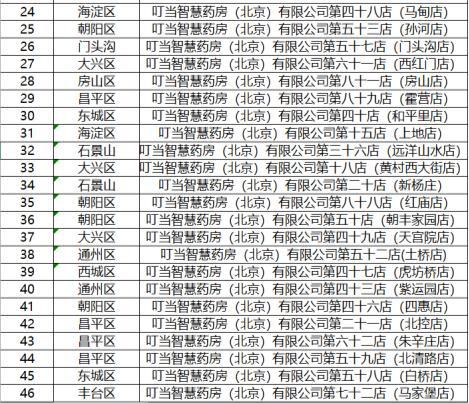 24 海淀区 叮当智慧药房（北京）有限公司第四十八店（马甸店）
25 朝阳区 叮当智慧药房（北京）有限公司第五十三店（孙河店）
26 门头沟 叮当智慧药房（北京）有限公司第五十七店（门头沟店）
27 大兴区 叮当智慧药房（北京）有限公司第六十一店（西红门店）
28 房山区 叮当智慧药房（北京）有限公司第八十一店（房山店）
29 昌平区 叮当智慧药房（北京）有限公司第八十九店（霍营店）
30 东城区 叮当智慧药房（北京）有限公司第四十店（和平里店）
31 海淀区 叮当智慧药房（北京）有限公司第十五店（上地店）
32 石景山 叮当智慧药房（北京）有限公司第三十六店（远洋山水店）
33 大兴区 叮当智慧药房（北京）有限公司第十八店（黄村西大街店）
34 石景山 叮当智慧药房（北京）有限公司第二十店（新杨庄）
35 朝阳区 叮当智慧药房（北京）有限公司第八十八店（红庙店）
36 朝阳区 叮当智慧药房（北京）有限公司第五十店（朝丰家园店）
37 大兴区 叮当智慧药房（北京）有限公司第四十九店（天宫院店）
38 通州区 叮当智慧药房（北京）有限公司第五十二店(土桥店）
39 西城区 叮当智慧药房（北京）有限公司第四十七店（虎坊桥店）
40 通州区 叮当智慧药房（北京）有限公司第四十三店（紫运园店）
41 朝阳区 叮当智慧药房（北京）有限公司第四十六店（四惠店）
42 昌平区 叮当智慧药房（北京）有限公司第二十一店（北控店）
43 昌平区 叮当智慧药房（北京）有限公司第六十二店（朱辛庄店）
44 昌平区 叮当智慧药房（北京）有限公司第五十九店（北清路店）
45 东城区 叮当智慧药房（北京）有限公司第五十八店（白桥店）
46 丰台区 叮当智慧药房（北京）有限公司第七十二店（马家堡店）